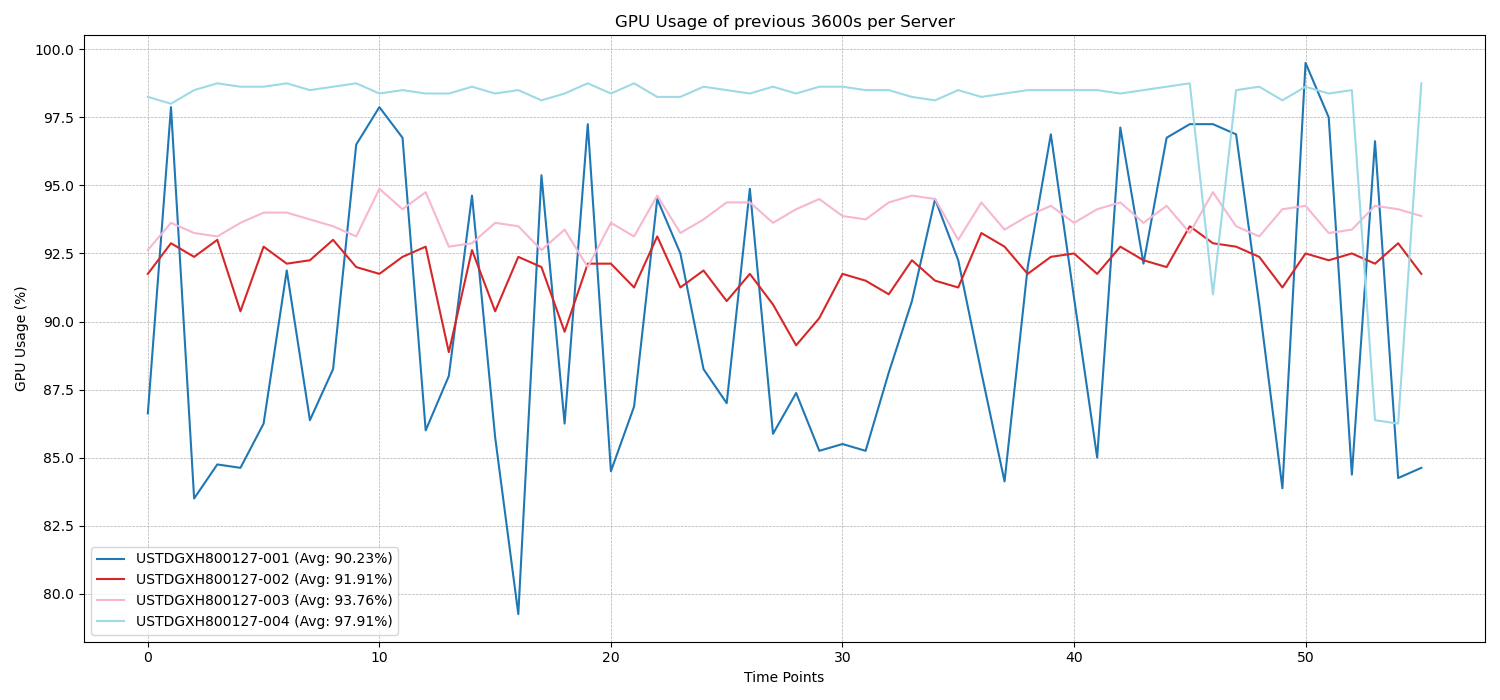 GPU Usage of previous 3600s per Server
100.0
97.5
95.0
92.5
90.0
87.5
85.0
82.5
80.0
GPU Usage (%)
USTDGXH800127-001 (Avg: 90.23%)
USTDGXH800127-002 (Avg: 91.91%)
USTDGXH800127-003 (Avg: 93.76%)
USTDGXH800127-004 (Avg: 97.91%)
0 10 20 30 40 50
Time Points